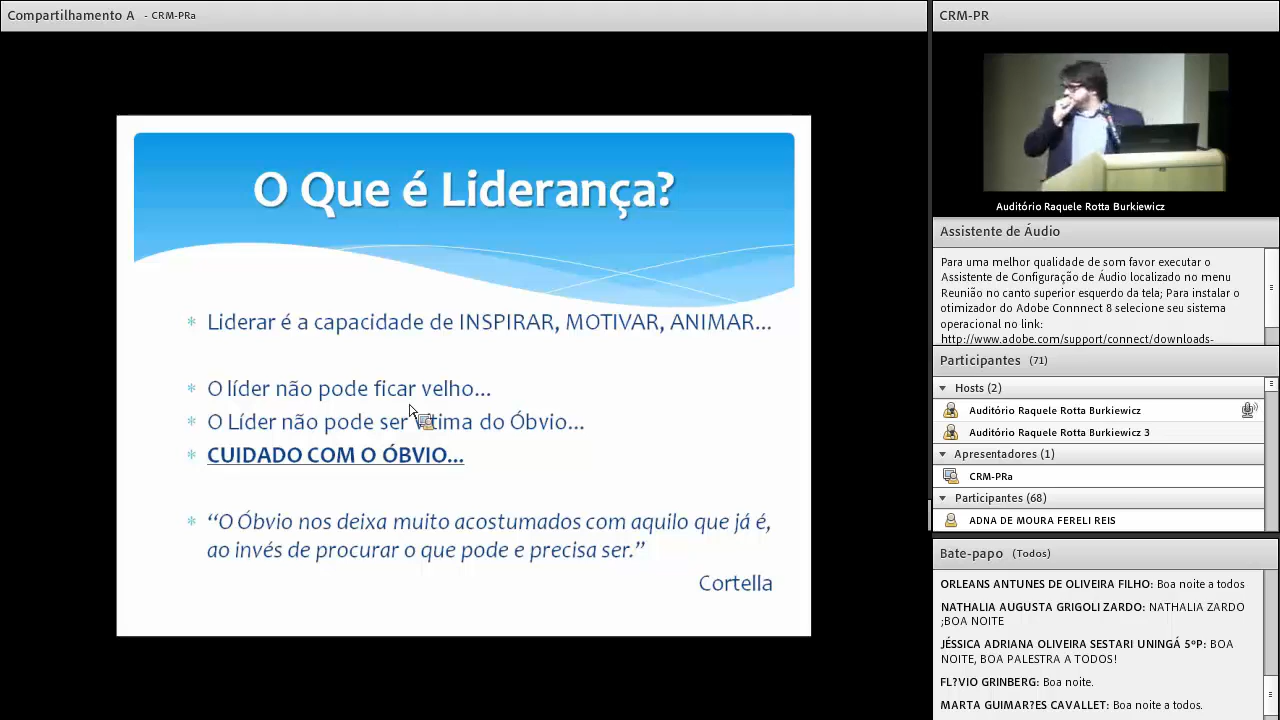 Compartilhamento A - CRM-PRa
O Que é Liderança?
* Liderar é a capacidade de INSPIRAR, MOTIVAR, ANIMAR...
* O líder não pode ficar velho...
* O Líder não pode ser vítima do Óbvio...
* CUIDADO COM O ÓBVIO...
* “O Óbvio nos deixa muito acostumados com aquilo que já é,
ao invés de procurar o que pode e precisa ser.”
Cortella
CRM-PR
Auditório Raquele Rotta Burkiewicz
Assistente de Áudio
Para uma melhor qualidade de som favor executar o
Assistente de Configuração de Áudio localizado no menu
Reunião no canto superior esquerdo da tela; Para instalar o
otimizador do Adobe Connnect 8 selecione seu sistema
operacional no link:
http://www.adobe.com/support/connect/downloads-
Participantes (71)
Hosts (2)
Auditório Raquele Rotta Burkiewicz
Auditório Raquele Rotta Burkiewicz 3
Apresentadores (1)
CRM-PRa
Participantes (68)
ADNA DE MOURA FERELI REIS
Bate-papo (Todos)
ORLEANS ANTUNES DE OLIVEIRA FILHO: Boa noite a todos
NATHALIA AUGUSTA GRIGOLI ZARDO: NATHALIA ZARDO
;BOA NOITE
JÉSSICA ADRIANA OLIVEIRA SESTARI UNINGÁ 5ºP: BOA
NOITE, BOA PALESTRA A TODOS!
FL?VIO GRINBERG: Boa noite.
MARTA GUIMAR?ES CAVALLET: Boa noite a todos.